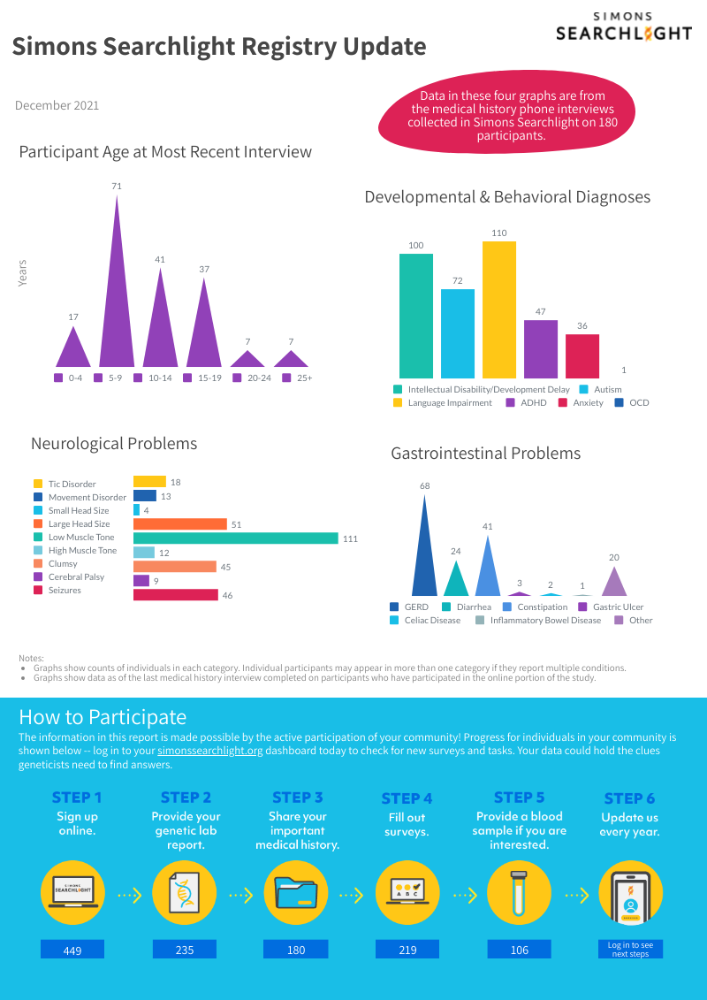 SIMONS
SEARCHLIGHT
Simons Searchlight Registry Update
December 2021
Data in these four graphs are from
the medical history phone interviews
collected in Simons Searchlight on 180
participants.
Participant Age at Most Recent Interview
Years
71
41
37
17
7
7
0-4
5-9
10-14
15-19
20-24
25+
Developmental & Behavioral Diagnoses
100
72
110
47
36
1
Intellectual Disability/Development Delay
Autism
Language Impairment
ADHD
Anxiety
OCD
Neurological Problems
Tic Disorder
18
Movement Disorder
13
Small Head Size
4
Large Head Size
51
Low Muscle Tone
111
High Muscle Tone
12
Clumsy
45
Cerebral Palsy
9
Seizures
46
Gastrointestinal Problems
68
24
41
3
2
1
20
GERD
Diarrhea
Constipation
Gastric Ulcer
Celiac Disease
Inflammatory Bowel Disease
Other
Notes:
● Graphs show counts of individuals in each category. Individual participants may appear in more than one category if they report multiple conditions.
● Graphs show data as of the last medical history interview completed on participants who have participated in the online portion of the study.
How to Participate
The information in this report is made possible by the active participation of your community! Progress for individuals in your community is
shown below -- log in to your simonssearchlight.org dashboard today to check for new surveys and tasks. Your data could hold the clues
geneticists need to find answers.
STEP 1
Sign up
online.
SIMONS
SEARCHLIGHT
449
STEP 2
Provide your
genetic lab
report.
235
STEP 3
Share your
important
medical history.
180
STEP 4
Fill out
surveys.
A B C
219
STEP 5
Provide a blood
sample if you are
interested.
106
STEP 6
Update us
every year.
Log in to see
next steps